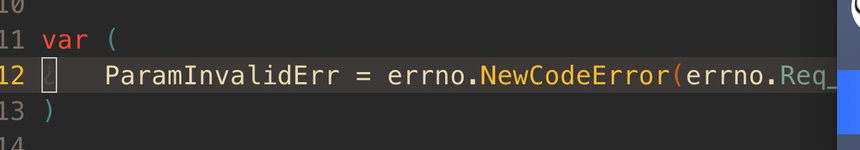 10
11 var (
12 ParamInvalidErr = errno.NewCodeError(errno.Req_
13 )
14